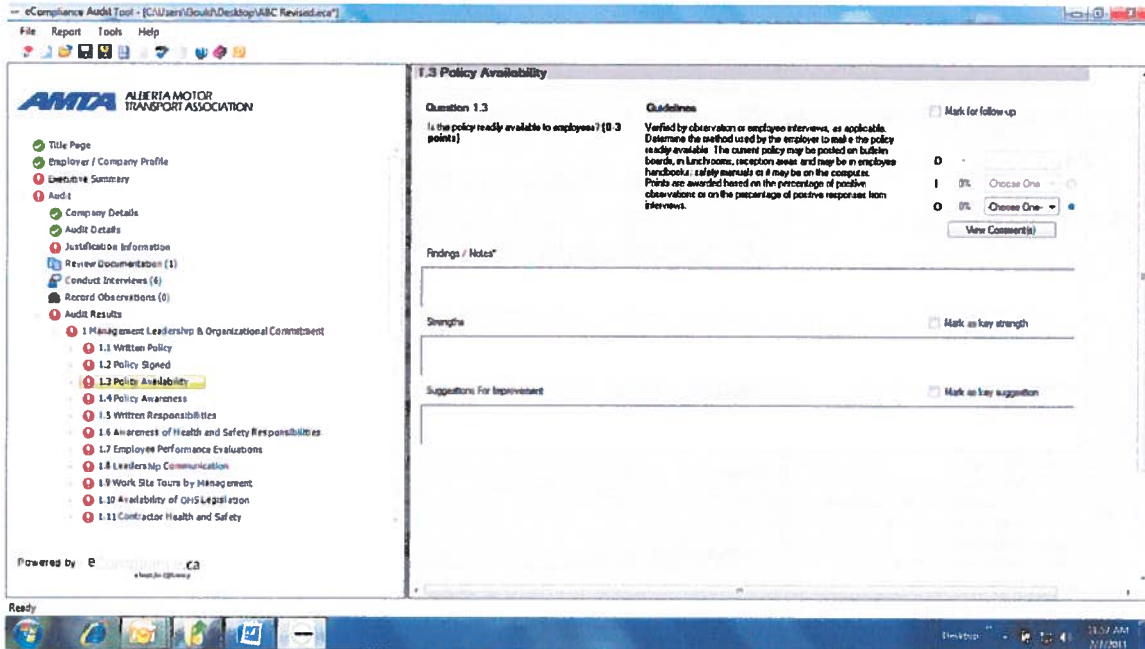 eCompliance Audit Tool - [C:\Users\Gould\Desktop\ABC Revised.eca*]
File Report Tools Help
AMTA ALBERTA MOTOR
TRANSPORT ASSOCIATION
Title Page
Employer / Company Profile
Executive Summary
Audit
Company Details
Audit Details
Justification Information
Review Documentation (1)
Conduct Interviews (6)
Record Observations (0)
Audit Results
1 Management Leadership & Organizational Commitment
1.1 Written Policy
1.2 Policy Signed
1.3 Policy Availability
1.4 Policy Awareness
1.5 Written Responsibilities
1.6 Awareness of Health and Safety Responsibilities
1.7 Employee Performance Evaluations
1.8 Leadership Communication
1.9 Work Site Tours by Management
1.10 Availability of OHS Legislation
1.11 Contractor Health and Safety
Powered by e .ca
1.3 Policy Availability
Question 1.3
Is the policy readily available to employees? (0-3
points)
Guidelines
Verified by observation or employee interviews, as applicable.
Determine the method used by the employer to make the policy
readily available. The current policy may be posted on bulletin
boards, in lunchrooms, reception areas and may be in employee
handbooks, safety manuals or it may be on the computer.
Points are awarded based on the percentage of positive
observations or on the percentage of positive responses from
interviews.
Mark for follow-up
D -
I 0% Choose One
O 0% -Choose One-
View Comment(s)
Findings / Notes*
Strengths
Mark as key strength
Suggestions For Improvement
Mark as key suggestion
Ready
Desktop
11:57 AM
7/7/2011